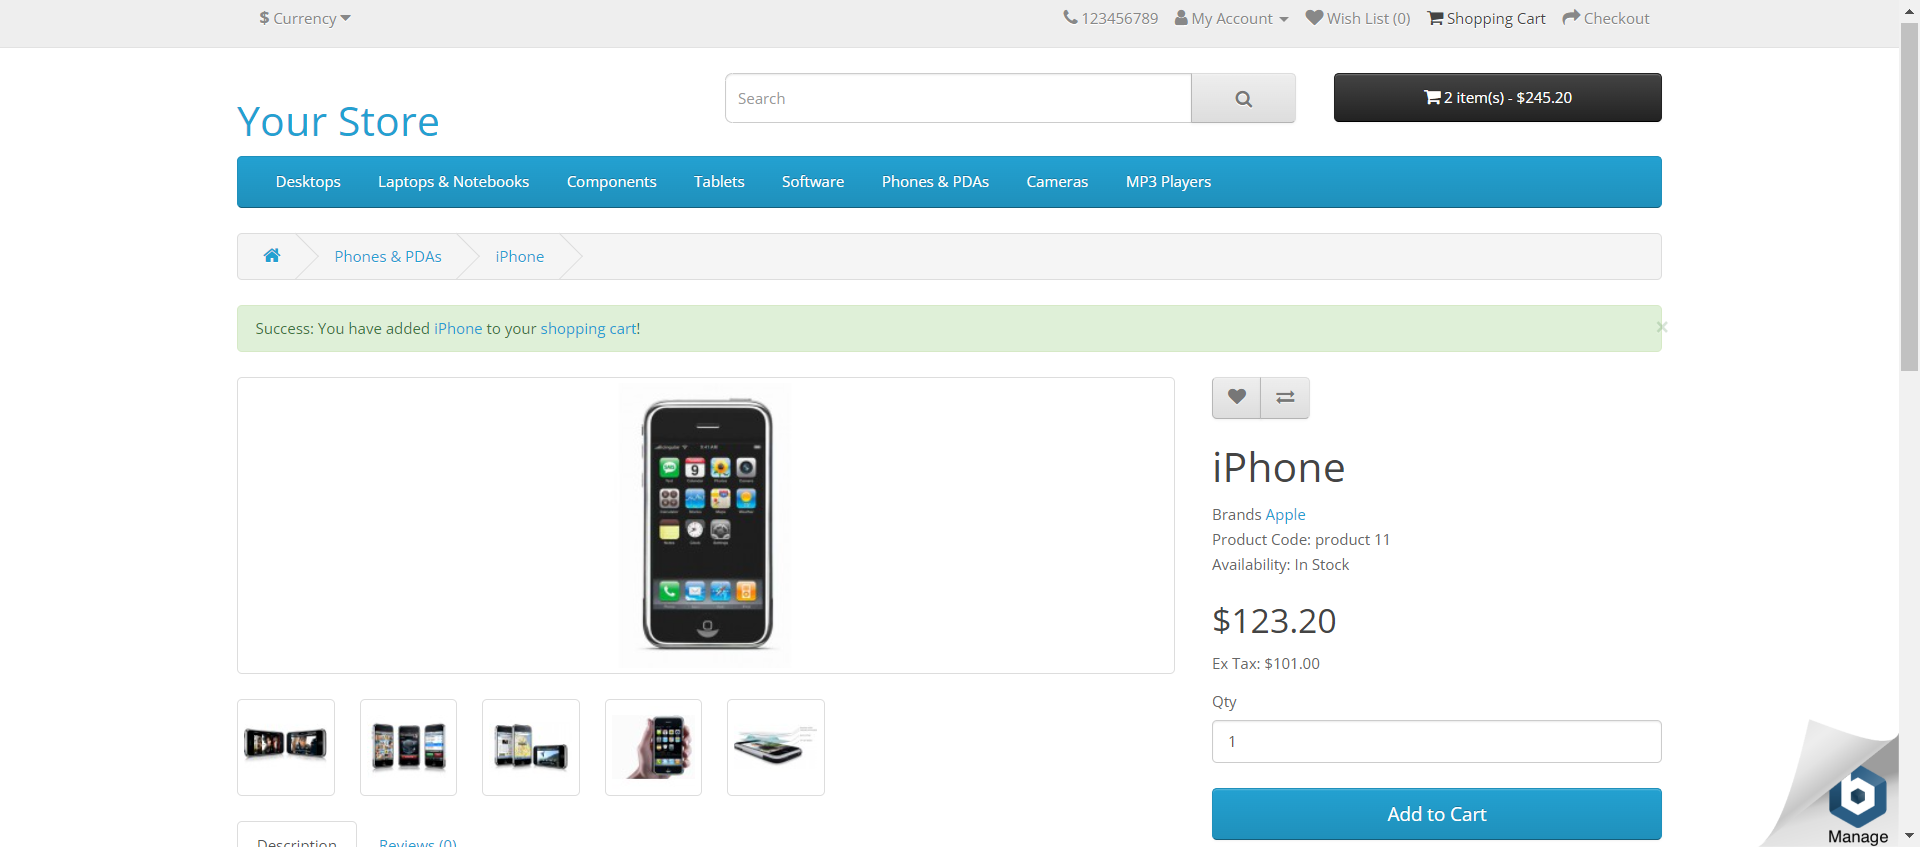 $ Currency
123456789 My Account Wish List (0) Shopping Cart Checkout
Your Store
Search
2 item(s) - $245.20
Desktops Laptops & Notebooks Components Tablets Software Phones & PDAs Cameras MP3 Players
Phones & PDAs iPhone
Success: You have added iPhone to your shopping cart!
×
iPhone
Brands Apple
Product Code: product 11
Availability: In Stock
$123.20
Ex Tax: $101.00
Qty
1
Add to Cart
Description Reviews (0)
b
Manage